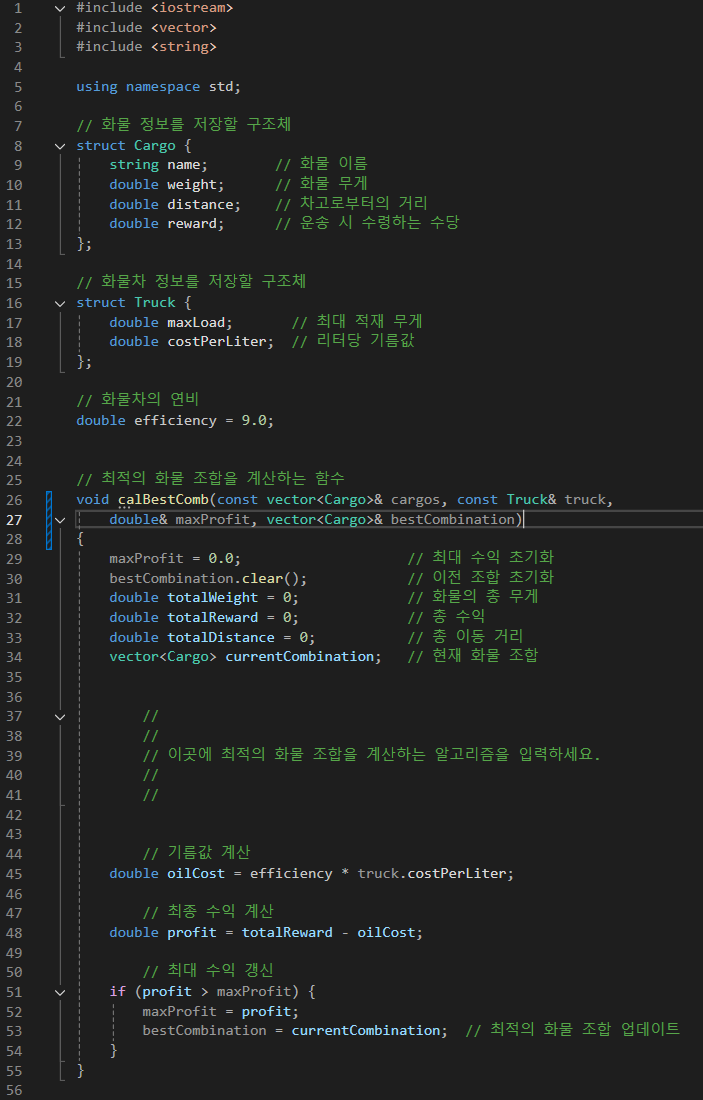 1 #include <iostream>
2 #include <vector>
3 #include <string>
4
5 using namespace std;
6
7 // 화물 정보를 저장할 구조체
8 struct Cargo {
9 string name;        // 화물 이름
10 double weight;      // 화물 무게
11 double distance;    // 차고로부터의 거리
12 double reward;      // 운송 시 수령하는 수당
13 };
14
15 // 화물차 정보를 저장할 구조체
16 struct Truck {
17 double maxLoad;       // 최대 적재 무게
18 double costPerLiter;  // 리터당 기름값
19 };
20
21 // 화물차의 연비
22 double efficiency = 9.0;
23
24
25 // 최적의 화물 조합을 계산하는 함수
26 void calBestComb(const vector<Cargo>& cargos, const Truck& truck,
27 double& maxProfit, vector<Cargo>& bestCombination)
28 {
29 maxProfit = 0.0;                    // 최대 수익 초기화
30 bestCombination.clear();            // 이전 조합 초기화
31 double totalWeight = 0;             // 화물의 총 무게
32 double totalReward = 0;             // 총 수익
33 double totalDistance = 0;           // 총 이동 거리
34 vector<Cargo> currentCombination;   // 현재 화물 조합
35
36
37 //
38 //
39 // 이곳에 최적의 화물 조합을 계산하는 알고리즘을 입력하세요.
40 //
41 //
42
43
44 // 기름값 계산
45 double oilCost = efficiency * truck.costPerLiter;
46
47 // 최종 수익 계산
48 double profit = totalReward - oilCost;
49
50 // 최대 수익 갱신
51 if (profit > maxProfit) {
52 maxProfit = profit;
53 bestCombination = currentCombination;  // 최적의 화물 조합 업데이트
54 }
55 }
56